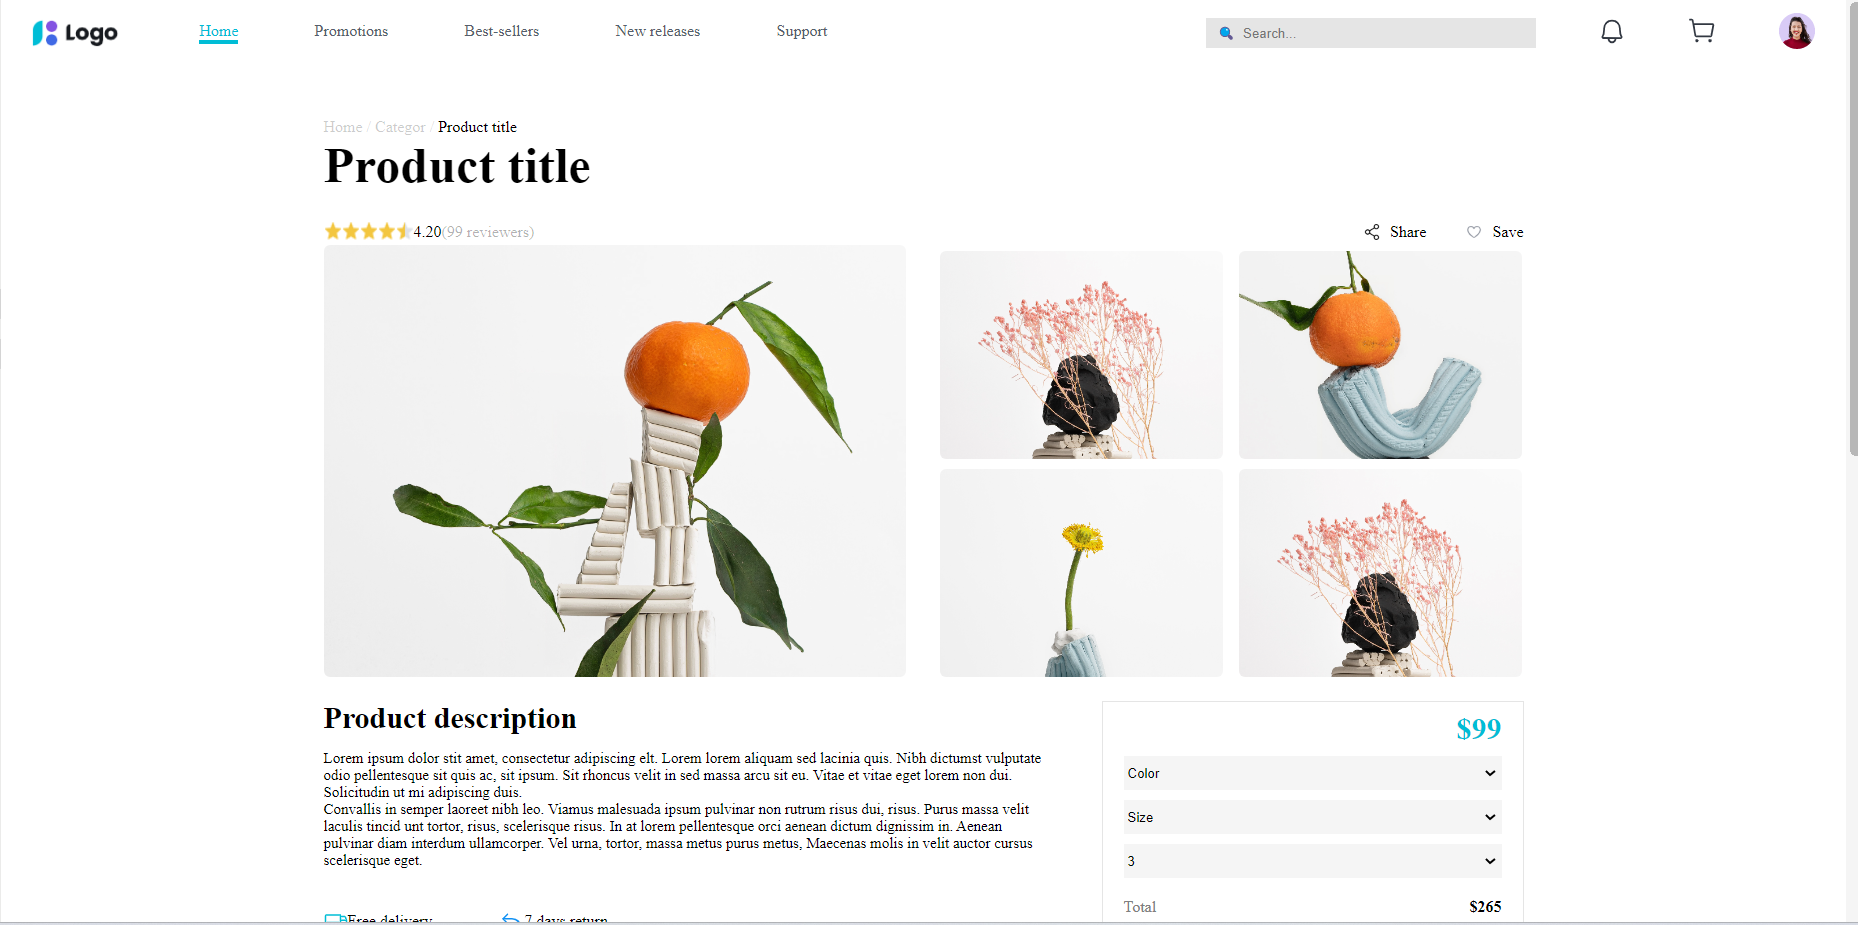 Logo
Home Promotions Best-sellers New releases Support
Search...
Home / Categor / Product title
Product title
4.20(99 reviewers)
Share Save
Product description
Lorem ipsum dolor stit amet, consectetur adipiscing elt. Lorem lorem aliquam sed lacinia quis. Nibh dictumst vulputate
odio pellentesque sit quis ac, sit ipsum. Sit rhoncus velit in sed massa arcu sit eu. Vitae et vitae eget lorem non dui.
Solicitudin ut mi adipiscing duis.
Convallis in semper laoreet nibh leo. Viamus malesuada ipsum pulvinar non rutrum risus dui, risus. Purus massa velit
laculis tincid unt tortor, risus, scelerisque risus. In at lorem pellentesque orci aenean dictum dignissim in. Aenean
pulvinar diam interdum ullamcorper. Vel urna, tortor, massa metus purus metus, Maecenas molis in velit auctor cursus
scelerisque eget.
Free delivery 7 days return
$99
Color
Size
3
Total $265